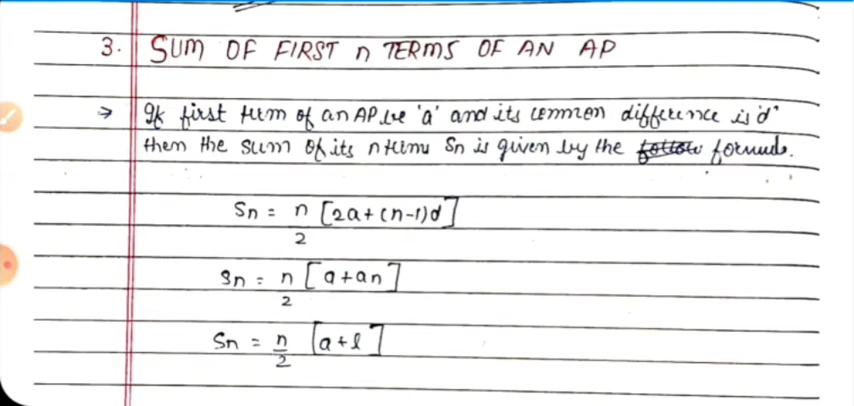 3. SUM OF FIRST n TERMS OF AN AP
→ If first term of an AP be 'a' and its common difference is 'd'
then the sum of its n terms Sn is given by the follow formula.
Sn = n/2 [2a+(n-1)d]
Sn = n/2 [a+an]
Sn = n/2 [a+l]